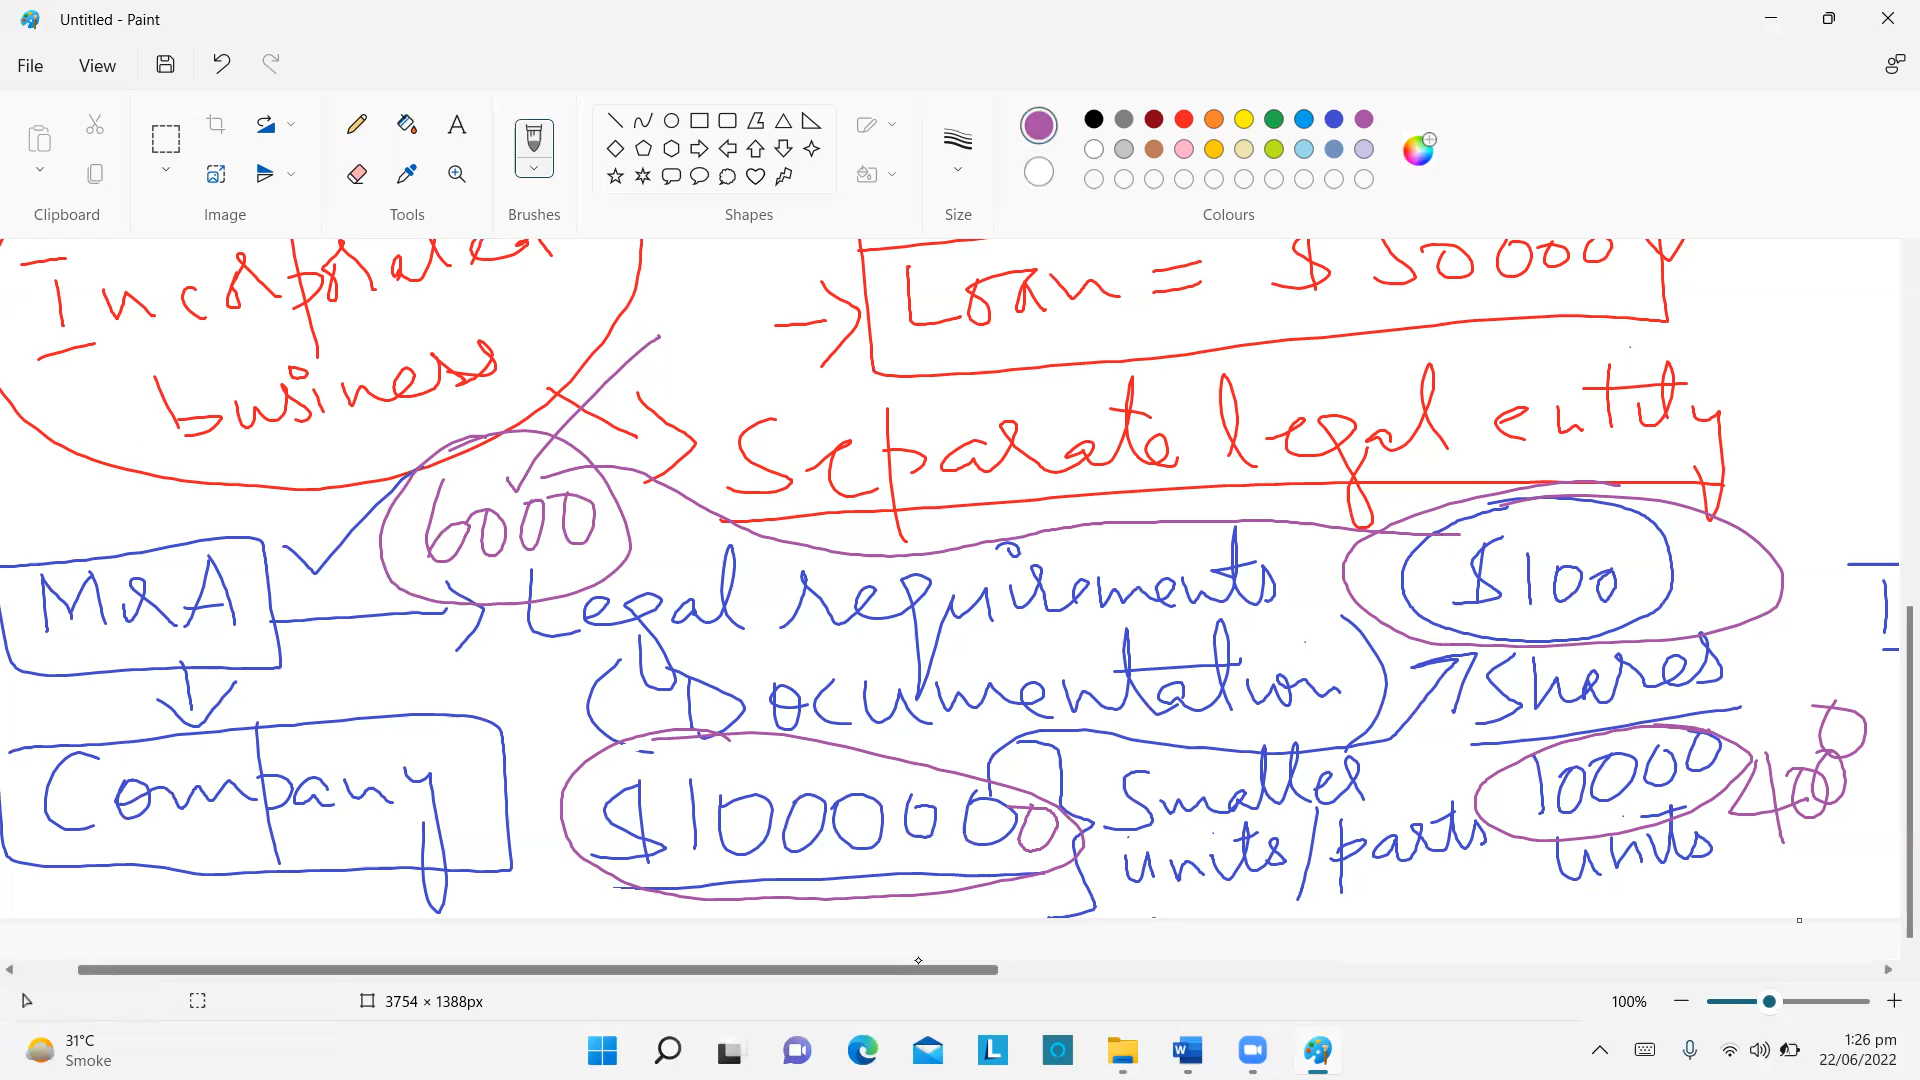 Untitled - Paint
File
View
Clipboard
Image
Tools
Brushes
Shapes
Size
Colours
Incorporated
business
Loan = $ 50000
Separate legal entity
6000
M&A
Legal requirements
$100
Documentation
shares
Company
$1000000
Smaller
units/parts
10000
units
4000
3754 × 1388px
100%
31°C
Smoke
1:26 pm
22/06/2022